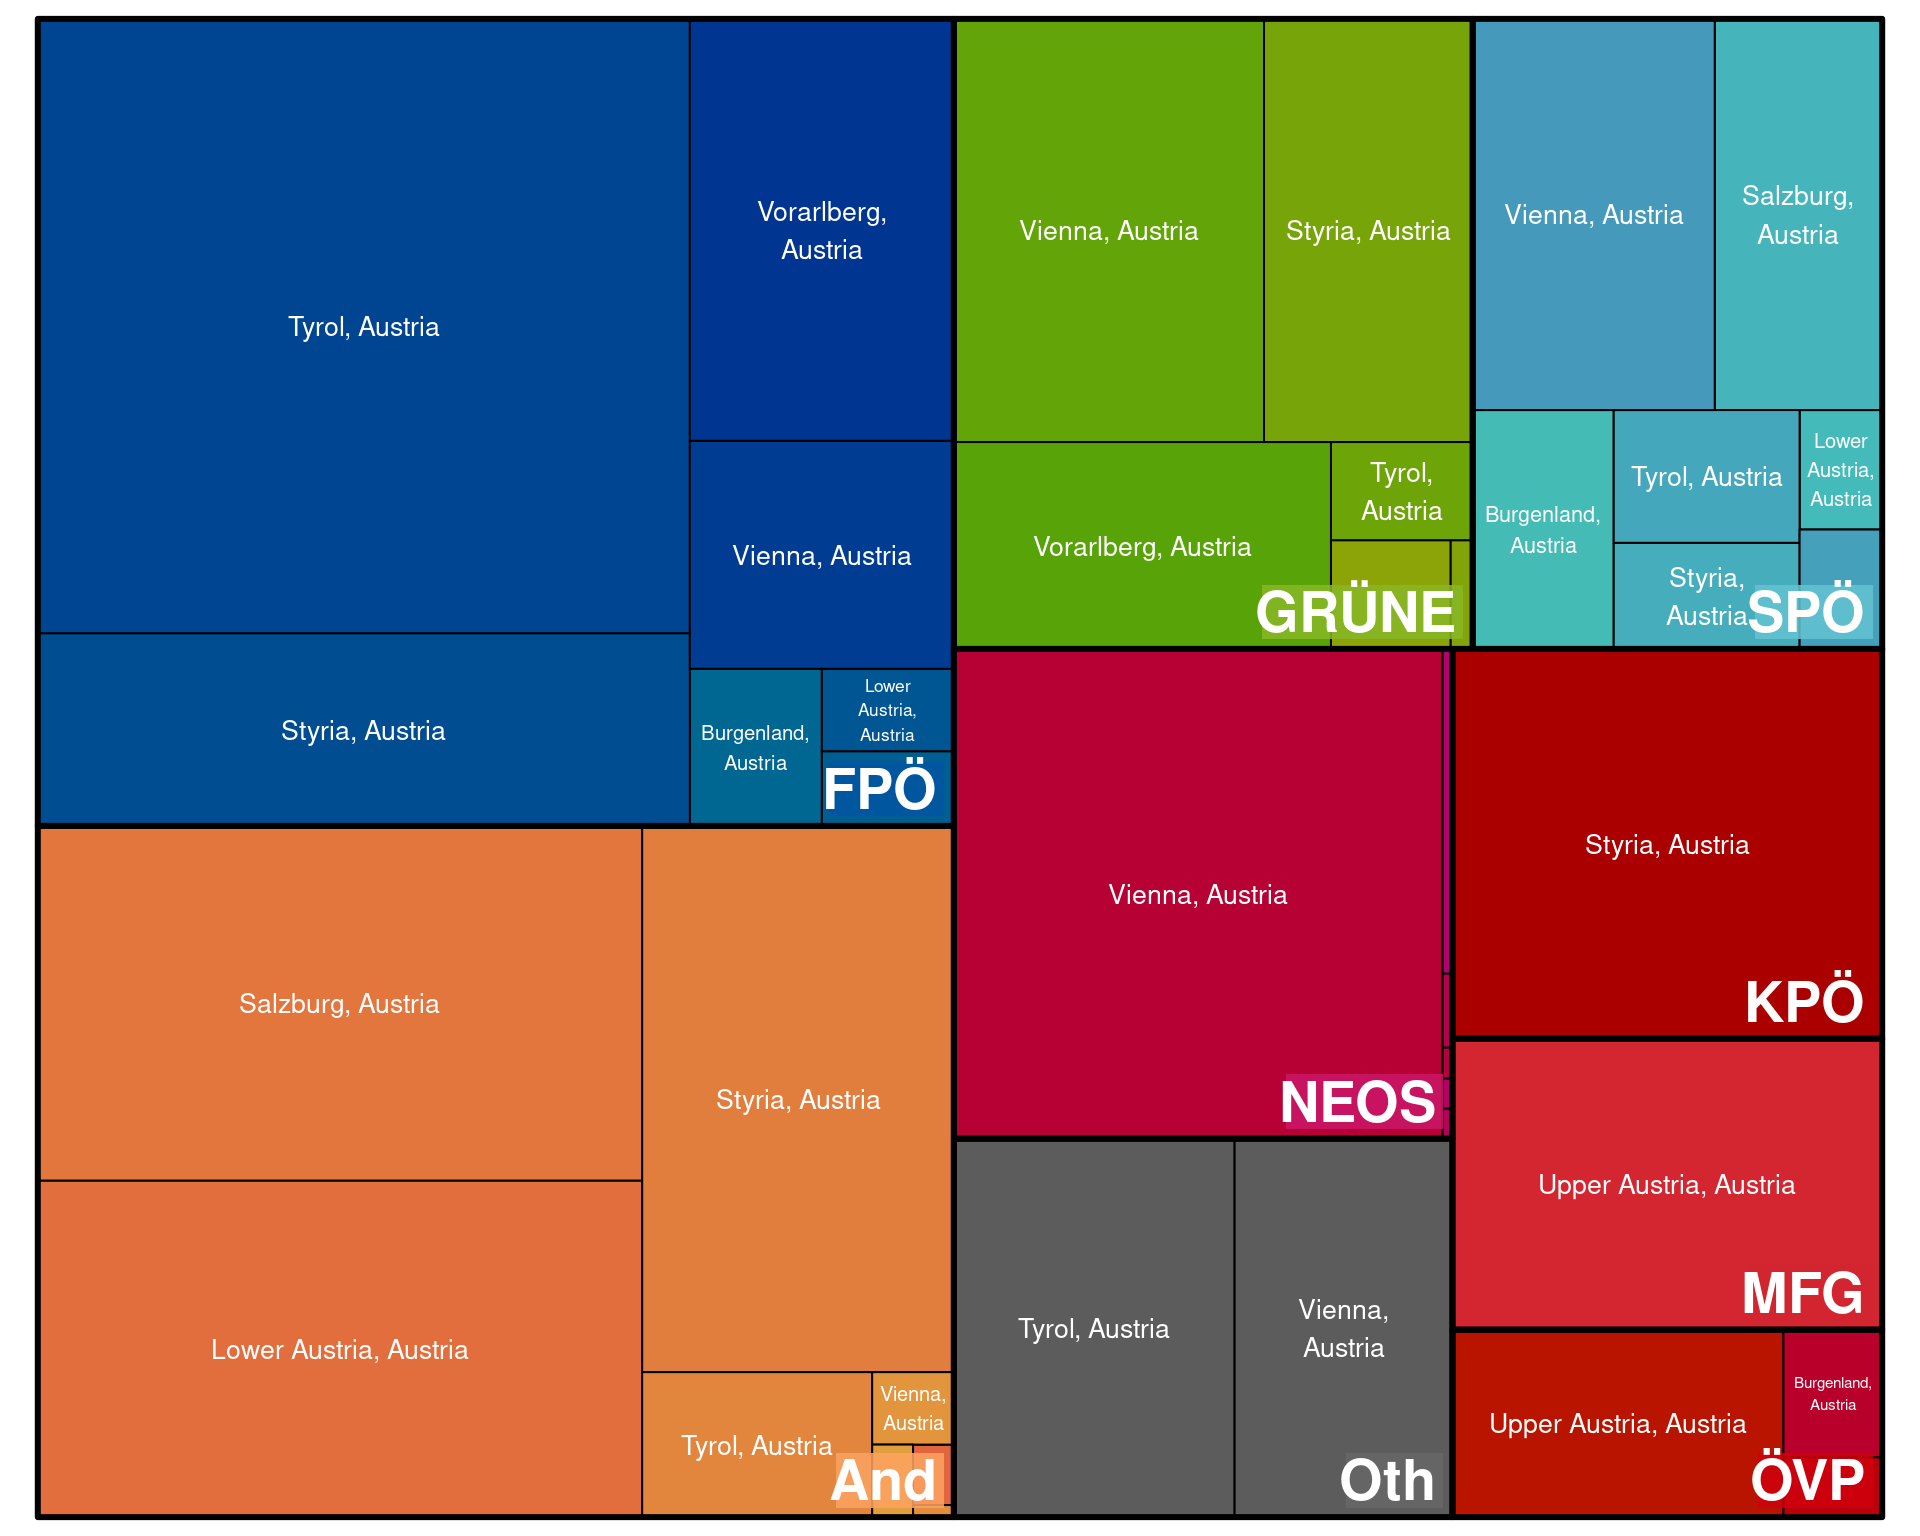 Tyrol, Austria
Vorarlberg,
Austria
Vienna, Austria
Styria, Austria
Burgenland,
Austria
Lower
Austria,
Austria
FPÖ
Salzburg, Austria
Styria, Austria
Lower Austria, Austria
Tyrol, Austria
Vienna,
Austria
And
Vienna, Austria
Styria, Austria
Vorarlberg, Austria
Tyrol,
Austria
GRÜNE
Vienna, Austria
Salzburg,
Austria
Burgenland,
Austria
Tyrol, Austria
Lower
Austria,
Austria
Styria,
Austria
SPÖ
Vienna, Austria
NEOS
Styria, Austria
KPÖ
Upper Austria, Austria
MFG
Tyrol, Austria
Vienna,
Austria
Oth
Upper Austria, Austria
Burgenland,
Austria
ÖVP